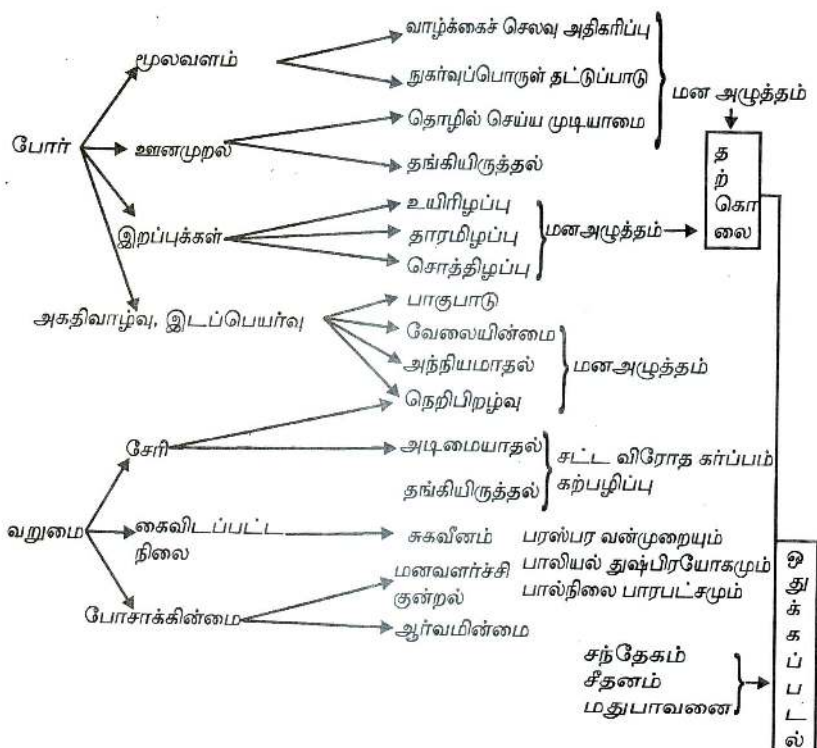 வாழ்க்கைச் செலவு அதிகரிப்பு
மூலவளம்
நுகர்வுப்பொருள் தட்டுப்பாடு
மன அழுத்தம்
போர்
ஊனமுறல்
தொழில் செய்ய முடியாமை
தங்கியிருத்தல்
தற்கொலை
இறப்புக்கள்
உயிரிழப்பு
தாரமிழப்பு
சொத்திழப்பு
மனஅழுத்தம்
அகதிவாழ்வு, இடப்பெயர்வு
பாகுபாடு
வேலையின்மை
அந்நியமாதல்
நெறிபிறழ்வு
மனஅழுத்தம்
சேரி
அடிமையாதல்
தங்கியிருத்தல்
சட்ட விரோத கர்ப்பம்
கற்பழிப்பு
வறுமை
கைவிடப்பட்ட
நிலை
சுகவீனம்
பரஸ்பர வன்முறையும்
பாலியல் துஷ்பிரயோகமும்
பால்நிலை பாரபட்சமும்
போசாக்கின்மை
மனவளர்ச்சி
குன்றல்
ஆர்வமின்மை
சந்தேகம்
சீதனம்
மதுபாவனை
ஒதுக்கப்படல்